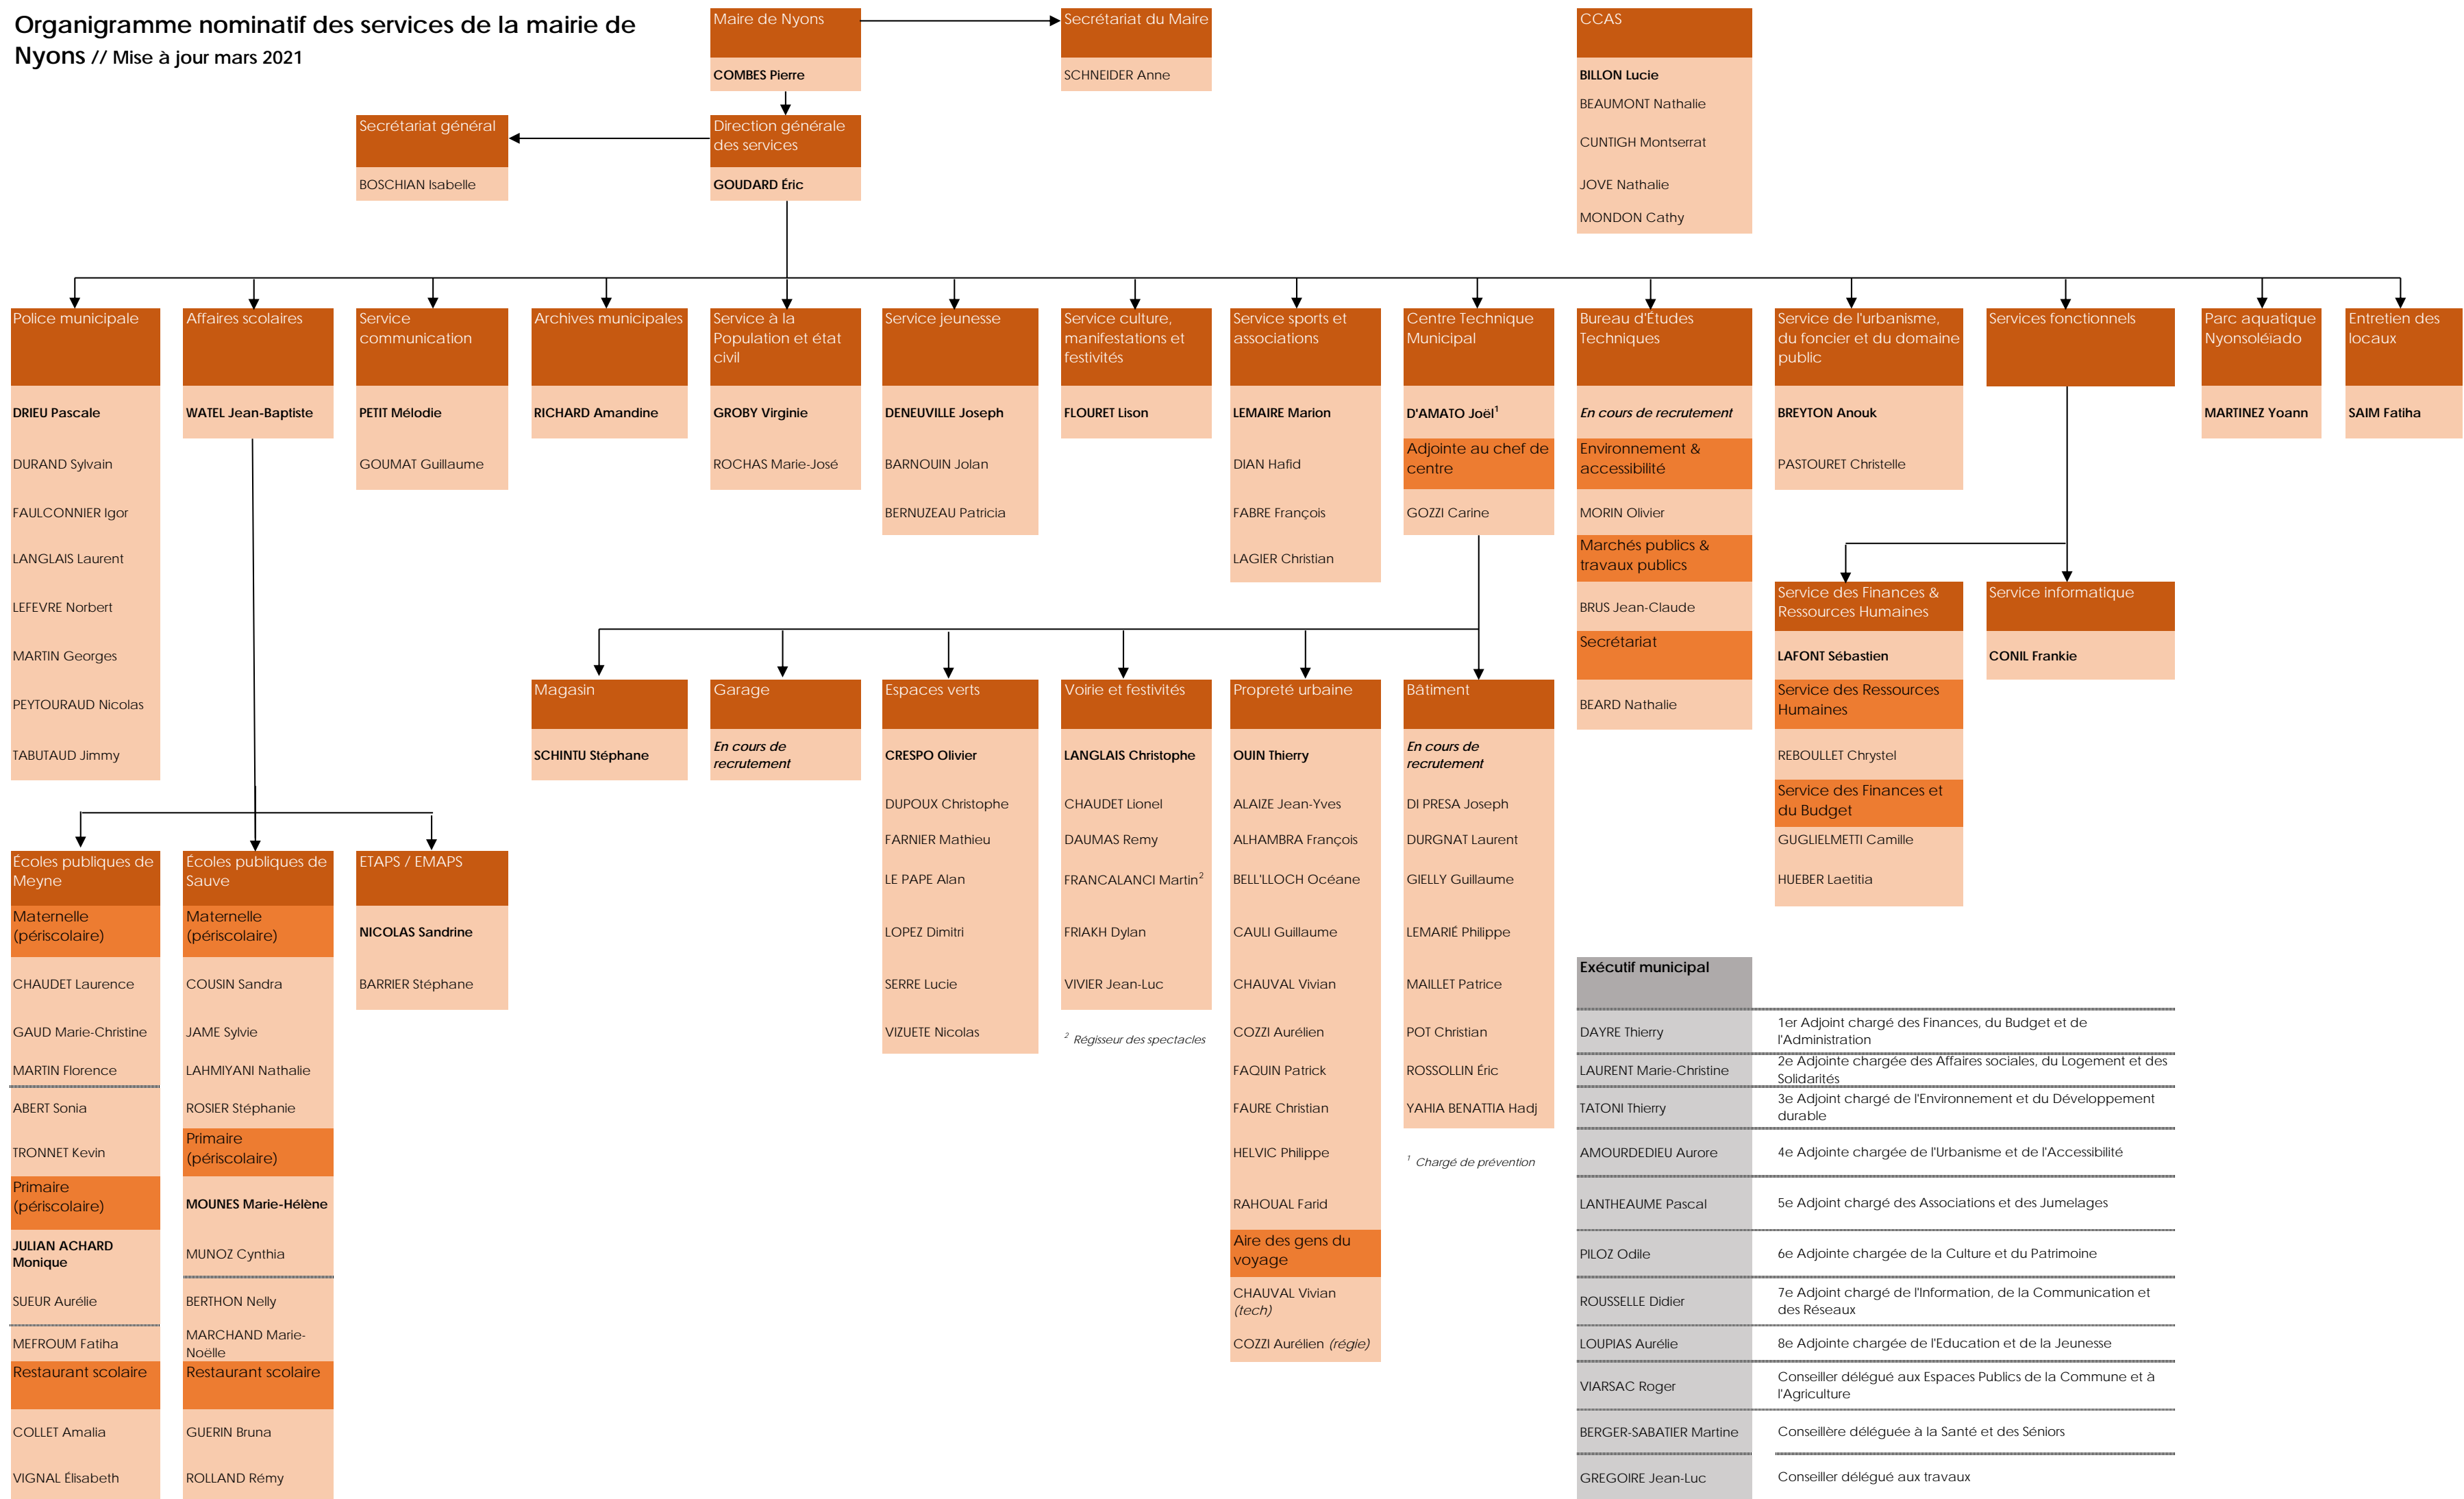 Organigramme nominatif des services de la mairie de
Nyons // Mise à jour mars 2021
Maire de Nyons
COMBES Pierre
Secrétariat du Maire
SCHNEIDER Anne
CCAS
BILLON Lucie
BEAUMONT Nathalie
CUNTIGH Montserrat
JOVE Nathalie
MONDON Cathy
Secrétariat général
BOSCHIAN Isabelle
Direction générale
des services
GOUDARD Éric
Police municipale
DRIEU Pascale
DURAND Sylvain
FAULCONNIER Igor
LANGLAIS Laurent
LEFEVRE Norbert
MARTIN Georges
PEYTOURAUD Nicolas
TABUTAUD Jimmy
Affaires scolaires
WATEL Jean-Baptiste
Service
communication
PETIT Mélodie
GOUMAT Guillaume
Archives municipales
RICHARD Amandine
Service à la
Population et état
civil
GROBY Virginie
ROCHAS Marie-José
Service jeunesse
DENEUVILLE Joseph
BARNOUIN Jolan
BERNUZEAU Patricia
Service culture,
manifestations et
festivités
FLOURET Lison
Service sports et
associations
LEMAIRE Marion
DIAN Hafid
FABRE François
LAGIER Christian
Centre Technique
Municipal
D'AMATO Joël¹
Adjointe au chef de
centre
GOZZI Carine
Bureau d'Études
Techniques
En cours de recrutement
Environnement &
accessibilité
MORIN Olivier
Marchés publics &
travaux publics
BRUS Jean-Claude
Secrétariat
BEARD Nathalie
Service de l'urbanisme,
du foncier et du domaine
public
BREYTON Anouk
PASTOURET Christelle
Services fonctionnels
Parc aquatique
Nyonsoléïado
MARTINEZ Yoann
Entretien des
locaux
SAIM Fatiha
Service des Finances &
Ressources Humaines
LAFONT Sébastien
Service des Ressources
Humaines
REBOULLET Chrystel
Service des Finances et
du Budget
GUGLIELMETTI Camille
HUEBER Laetitia
Service informatique
CONIL Frankie
Magasin
SCHINTU Stéphane
Garage
En cours de
recrutement
Espaces verts
CRESPO Olivier
DUPOUX Christophe
FARNIER Mathieu
LE PAPE Alan
LOPEZ Dimitri
SERRE Lucie
VIZUETE Nicolas
Voirie et festivités
LANGLAIS Christophe
CHAUDET Lionel
DAUMAS Remy
FRANCALANCI Martin²
FRIAKH Dylan
VIVIER Jean-Luc
² Régisseur des spectacles
Propreté urbaine
OUIN Thierry
ALAIZE Jean-Yves
ALHAMBRA François
BELL'LLOCH Océane
CAULI Guillaume
CHAUVAL Vivian
COZZI Aurélien
FAQUIN Patrick
FAURE Christian
HELVIC Philippe
RAHOUAL Farid
Aire des gens du
voyage
CHAUVAL Vivian
(tech)
COZZI Aurélien (régie)
Bâtiment
En cours de
recrutement
DI PRESA Joseph
DURGNAT Laurent
GIELLY Guillaume
LEMARIÉ Philippe
MAILLET Patrice
POT Christian
ROSSOLLIN Éric
YAHIA BENATTIA Hadj
¹ Chargé de prévention
Écoles publiques de
Meyne
Maternelle
(périscolaire)
CHAUDET Laurence
GAUD Marie-Christine
MARTIN Florence
ABERT Sonia
TRONNET Kevin
Primaire
(périscolaire)
JULIAN ACHARD
Monique
SUEUR Aurélie
MEFROUM Fatiha
Restaurant scolaire
COLLET Amalia
VIGNAL Élisabeth
Écoles publiques de
Sauve
Maternelle
(périscolaire)
COUSIN Sandra
JAME Sylvie
LAHMIYANI Nathalie
ROSIER Stéphanie
Primaire
(périscolaire)
MOUNES Marie-Hélène
MUNOZ Cynthia
BERTHON Nelly
MARCHAND Marie-
Noëlle
Restaurant scolaire
GUERIN Bruna
ROLLAND Rémy
ETAPS / EMAPS
NICOLAS Sandrine
BARRIER Stéphane
Exécutif municipal
DAYRE Thierry
1er Adjoint chargé des Finances, du Budget et de
l'Administration
LAURENT Marie-Christine
2e Adjointe chargée des Affaires sociales, du Logement et des
Solidarités
TATONI Thierry
3e Adjoint chargé de l'Environnement et du Développement
durable
AMOURDEDIEU Aurore
4e Adjointe chargée de l'Urbanisme et de l'Accessibilité
LANTHEAUME Pascal
5e Adjoint chargé des Associations et des Jumelages
PILOZ Odile
6e Adjointe chargée de la Culture et du Patrimoine
ROUSSELLE Didier
7e Adjoint chargé de l'Information, de la Communication et
des Réseaux
LOUPIAS Aurélie
8e Adjointe chargée de l'Education et de la Jeunesse
VIARSAC Roger
Conseiller délégué aux Espaces Publics de la Commune et à
l'Agriculture
BERGER-SABATIER Martine
Conseillère déléguée à la Santé et des Séniors
GREGOIRE Jean-Luc
Conseiller délégué aux travaux